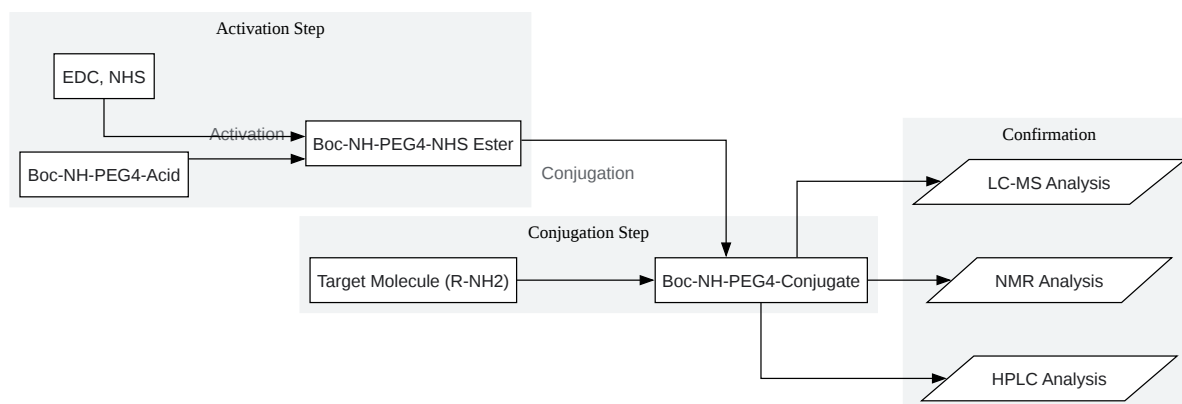 Activation Step
EDC, NHS
Activation
Boc-NH-PEG4-NHS Ester
Boc-NH-PEG4-Acid
Conjugation
Conjugation Step
Target Molecule (R-NH2)
Boc-NH-PEG4-Conjugate
Confirmation
LC-MS Analysis
NMR Analysis
HPLC Analysis